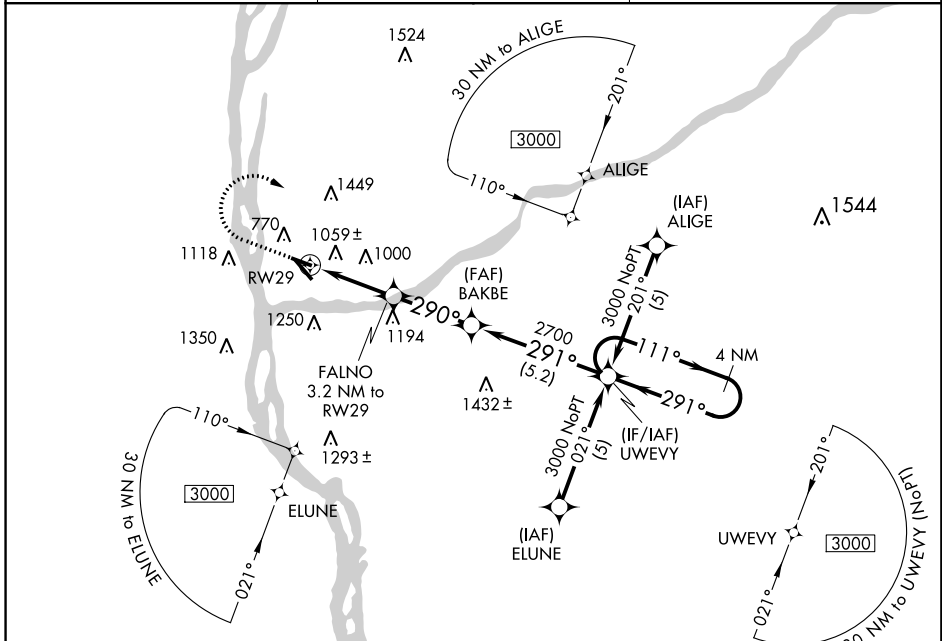 1524
30 NM to ALIGE
201°
3000
ALIGE
110°
1449
(IAF)
ALIGE
1544
770
1059±
1000
1118
RW29
(FAF)
BAKBE
3000 NoPT
201°
(5)
290°
2700
291°
(5.2)
111°
4 NM
291°
1250
1194
1350
FALNO
3.2 NM to
RW29
1432±
(IF/IAF)
UWEVY
3000 NoPT
021°
(5)
110°
1293±
30 NM to ELUNE
3000
ELUNE
021°
(IAF)
ELUNE
201°
UWEVY
3000
021°
30 NM to UWEVY (NoPT)